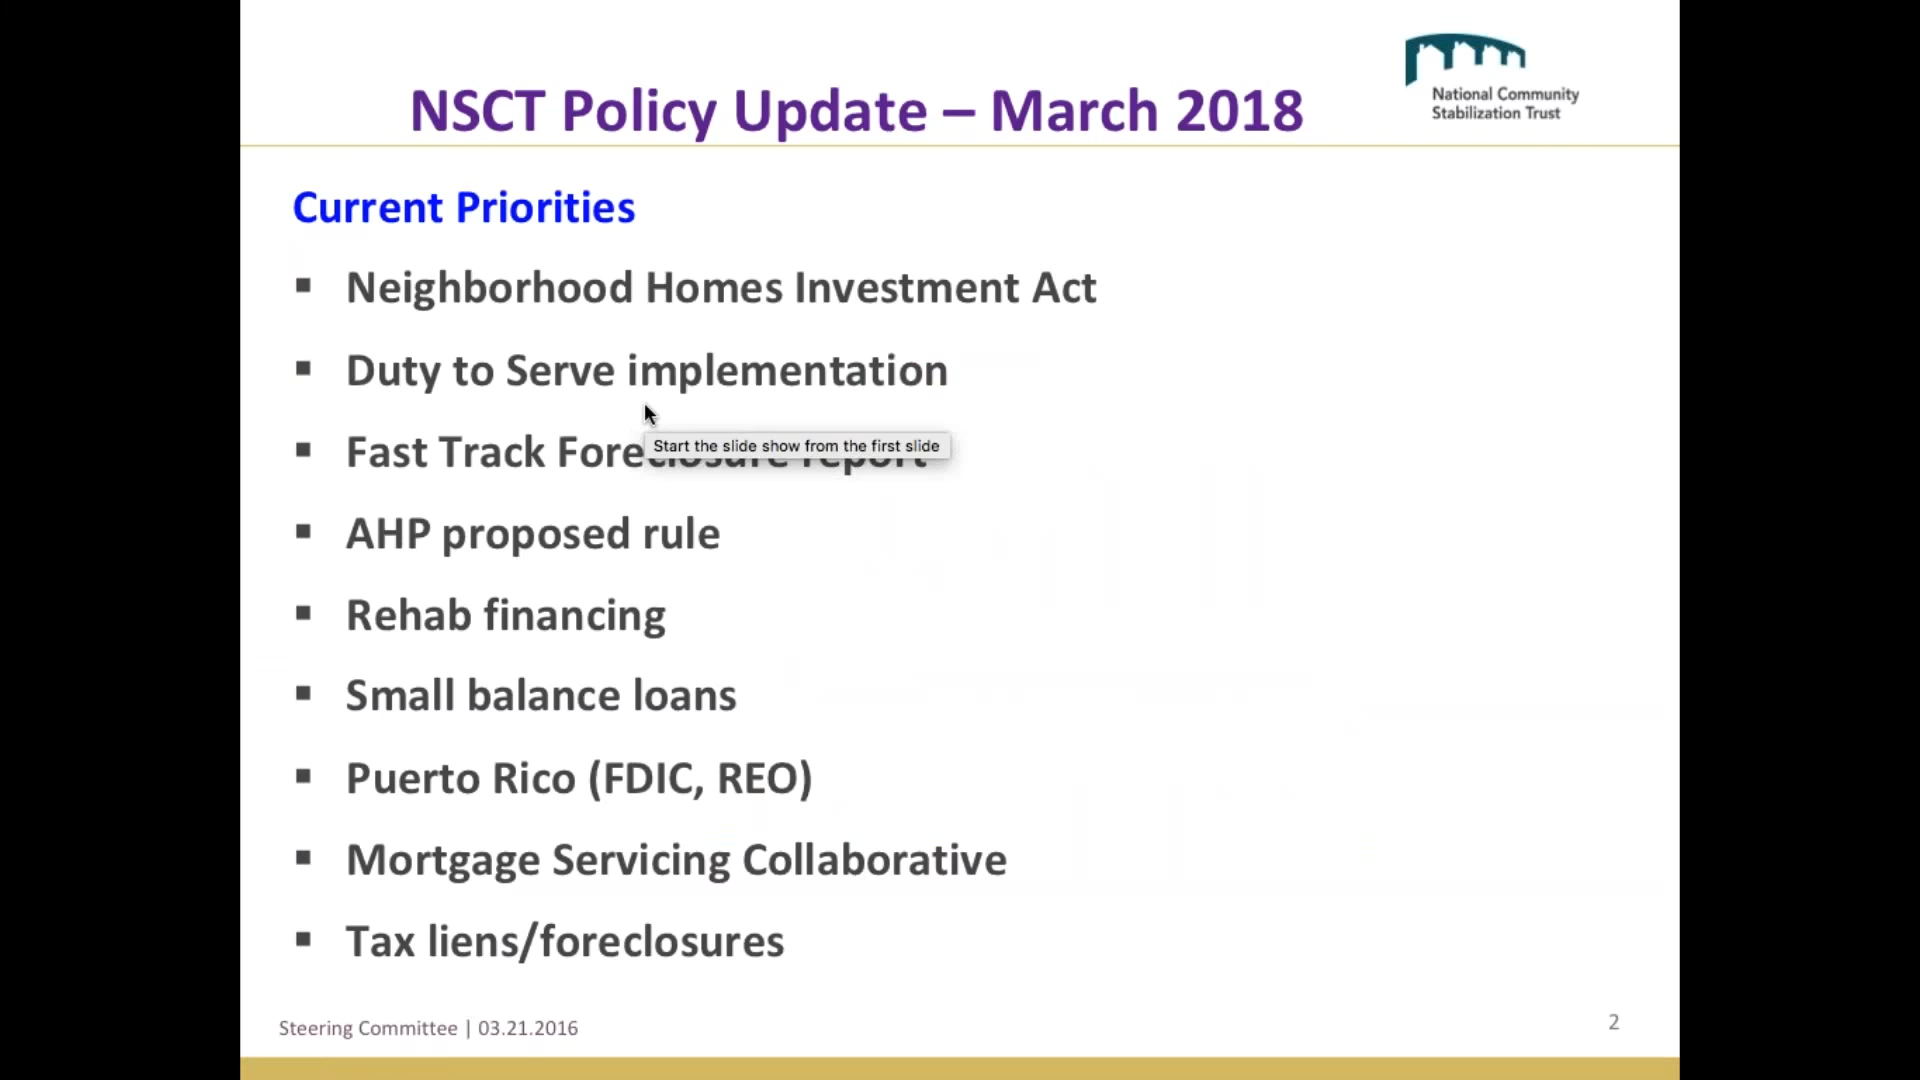 NSCT Policy Update – March 2018
National Community
Stabilization Trust
Current Priorities
▪ Neighborhood Homes Investment Act
▪ Duty to Serve implementation
▪ Fast Track Foreclosure report
Start the slide show from the first slide
▪ AHP proposed rule
▪ Rehab financing
▪ Small balance loans
▪ Puerto Rico (FDIC, REO)
▪ Mortgage Servicing Collaborative
▪ Tax liens/foreclosures
Steering Committee | 03.21.2016
2